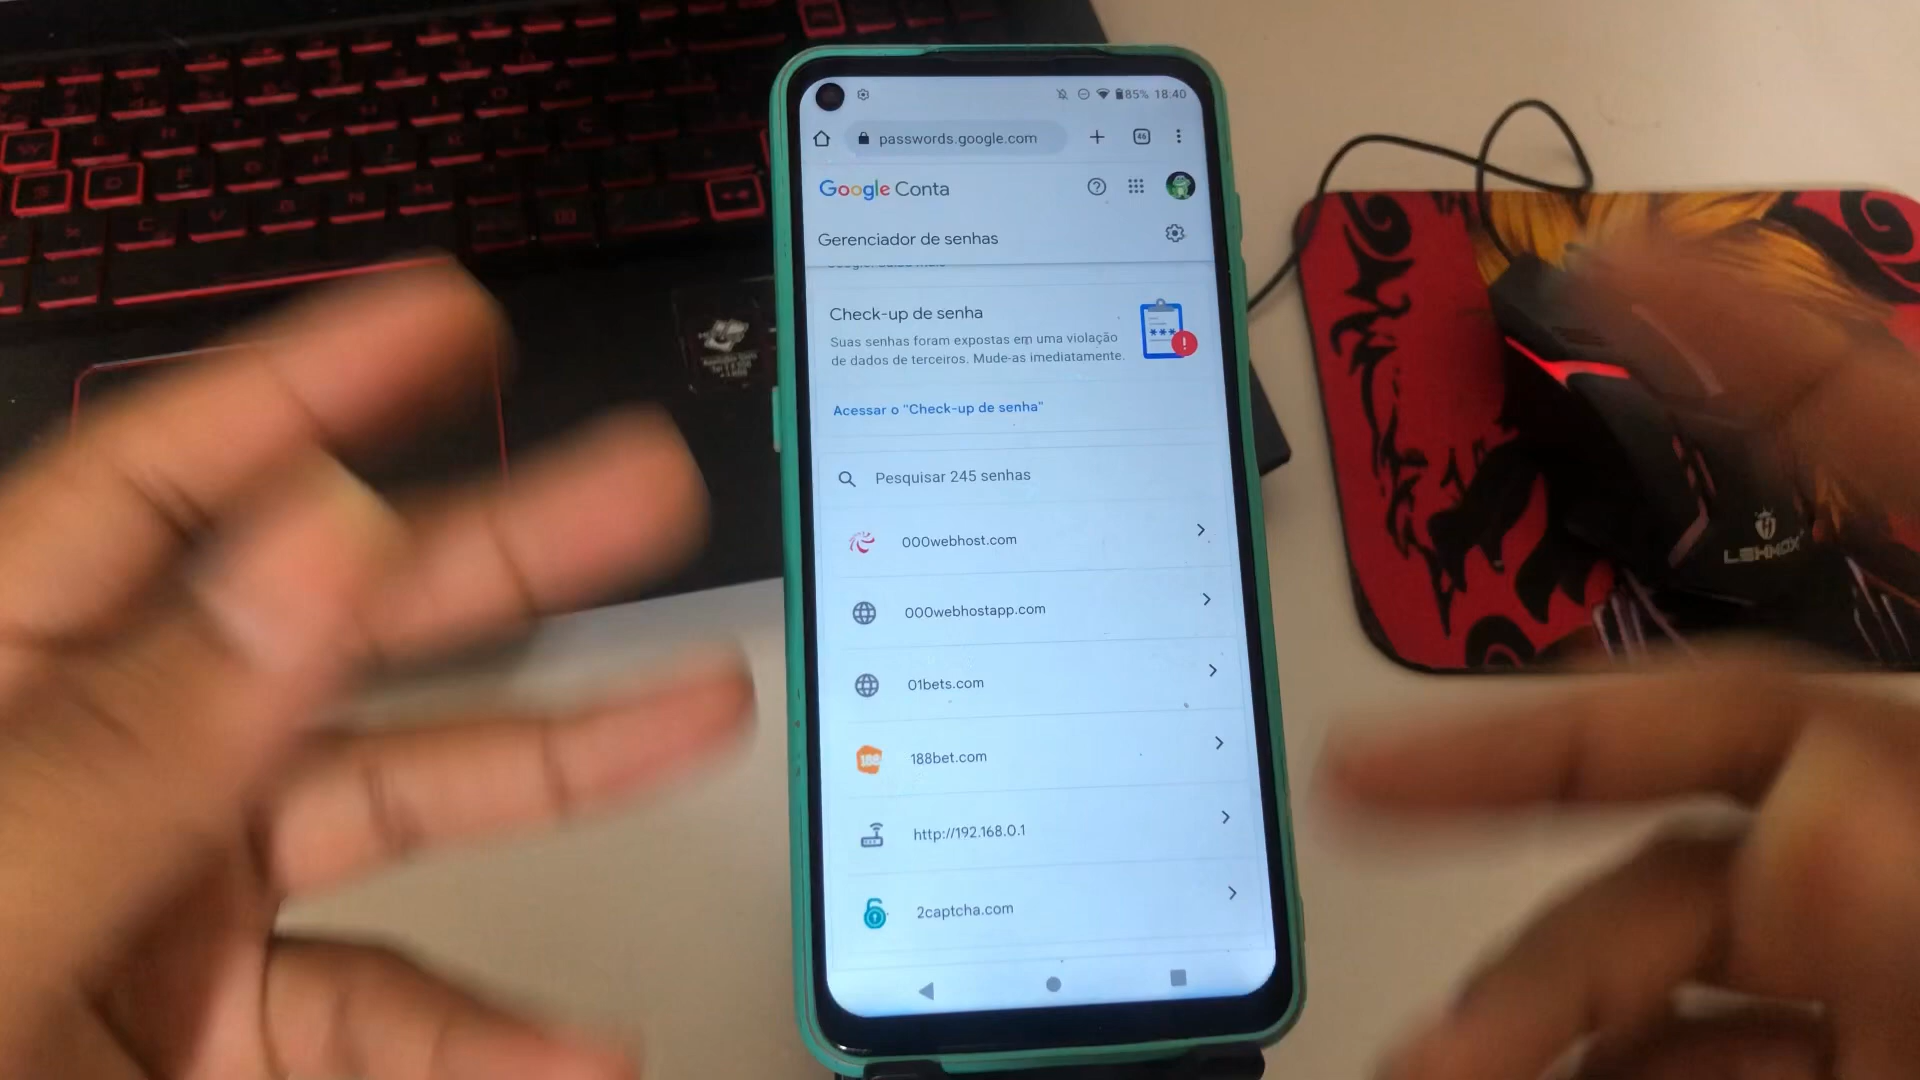 85% 18:40
passwords.google.com
46
Google Conta
Gerenciador de senhas
Check-up de senha
Suas senhas foram expostas em uma violação
de dados de terceiros. Mude-as imediatamente.
Acessar o "Check-up de senha"
Pesquisar 245 senhas
000webhost.com
000webhostapp.com
01bets.com
188
188bet.com
http://192.168.0.1
2captcha.com
W
S
D